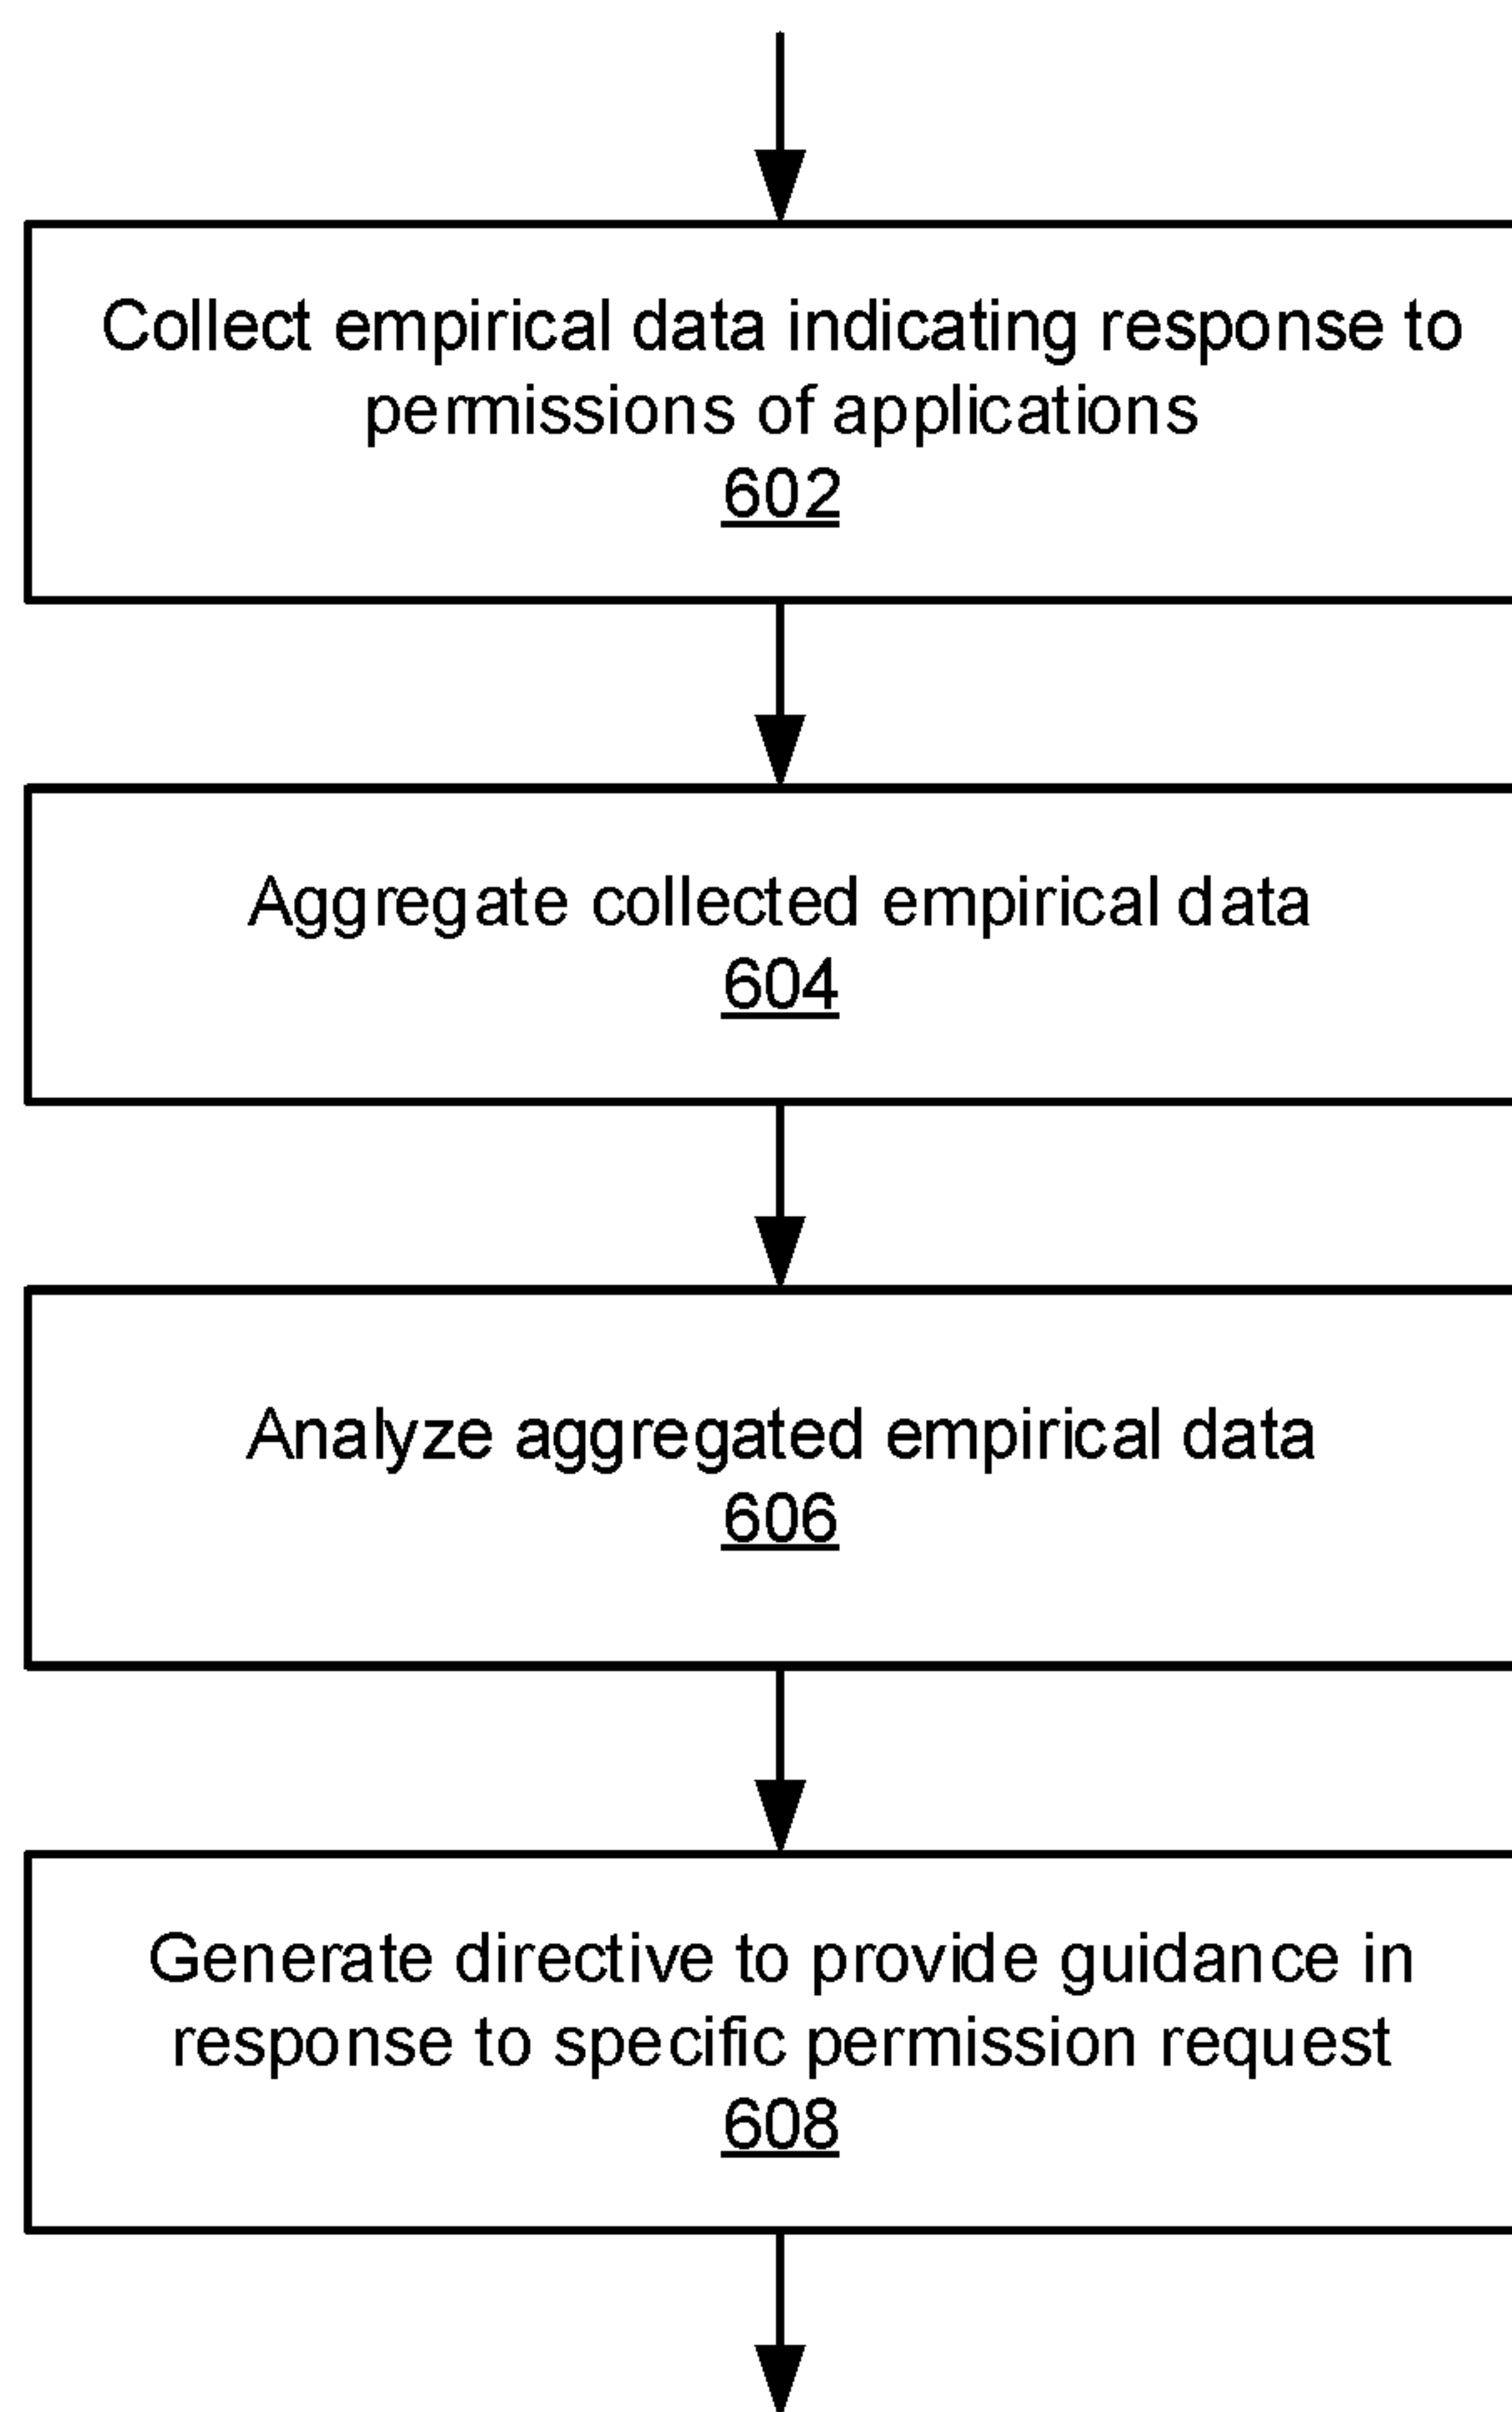 Collect empirical data indicating response to
permissions of applications
602
Aggregate collected empirical data
604
Analyze aggregated empirical data
606
Generate directive to provide guidance in
response to specific permission request
608